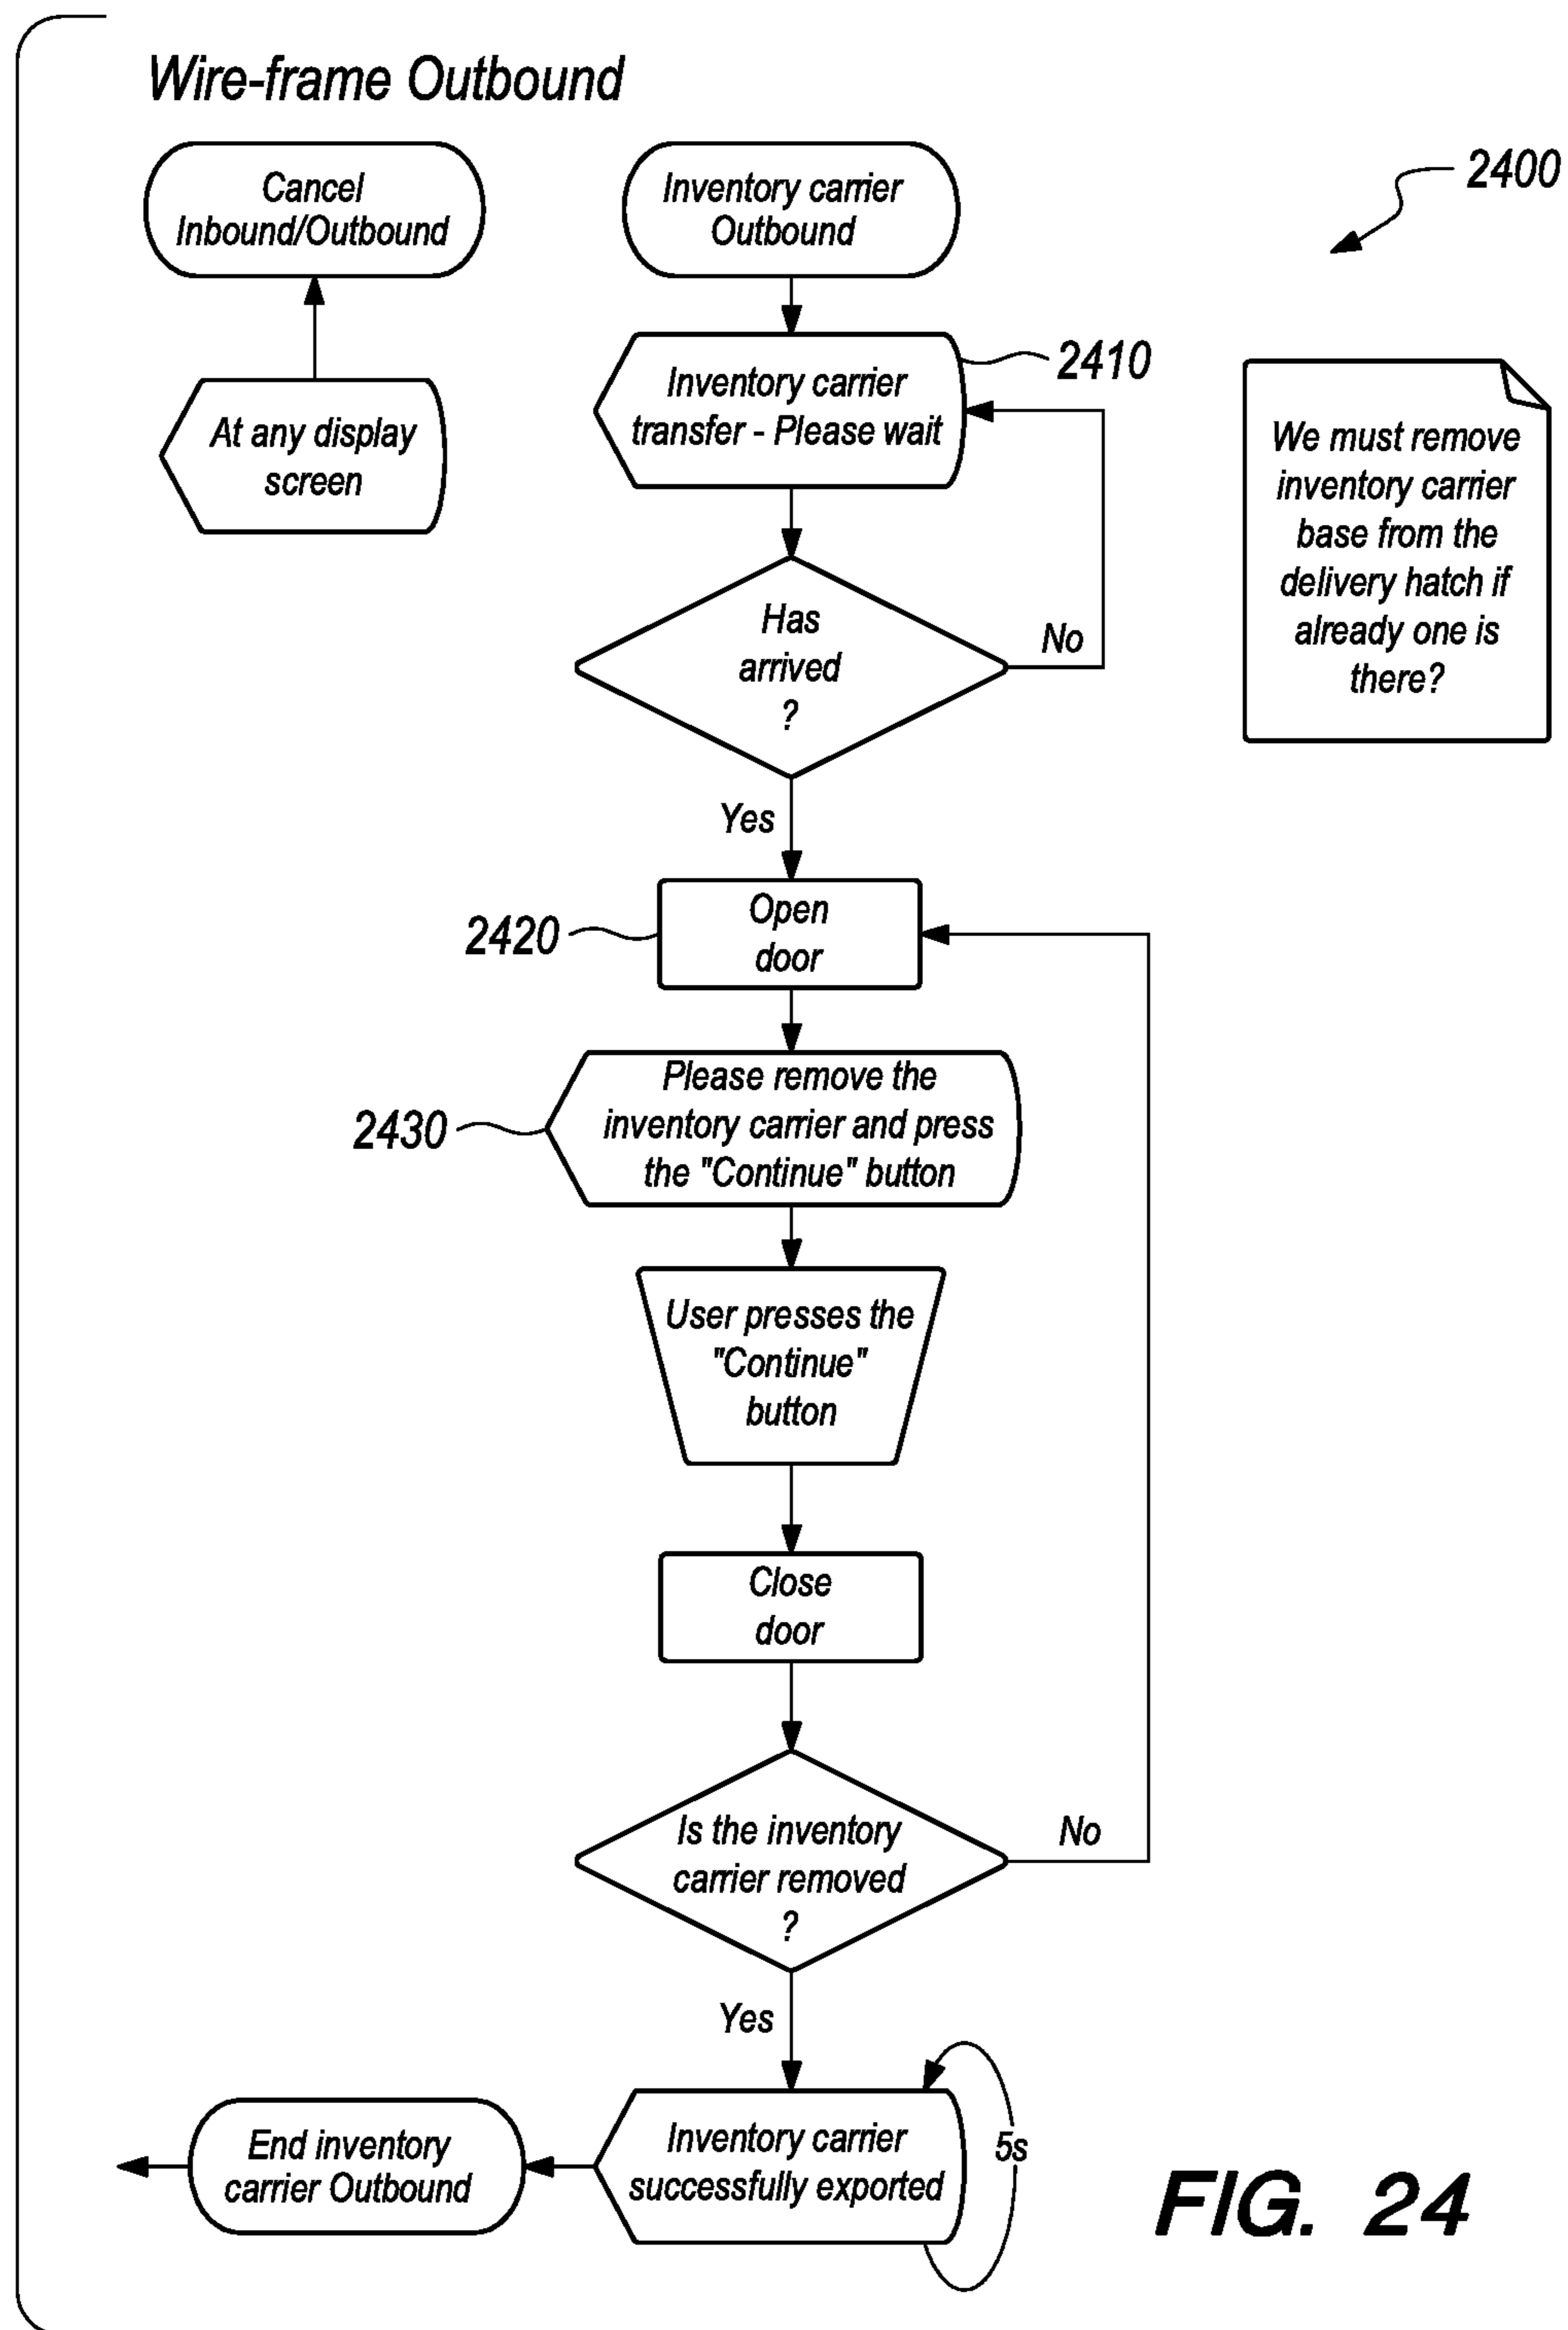 Wire-frame Outbound
Cancel
Inbound/Outbound
Inventory carrier
Outbound
2400
At any display
screen
Inventory carrier
transfer - Please wait
2410
We must remove
inventory carrier
base from the
delivery hatch if
already one is
there?
Has
arrived
?
No
Yes
Open
door
2420
Please remove the
inventory carrier and press
the "Continue" button
2430
User presses the
"Continue"
button
Close
door
Is the inventory
carrier removed
?
No
Yes
End inventory
carrier Outbound
Inventory carrier
successfully exported
5s
FIG. 24